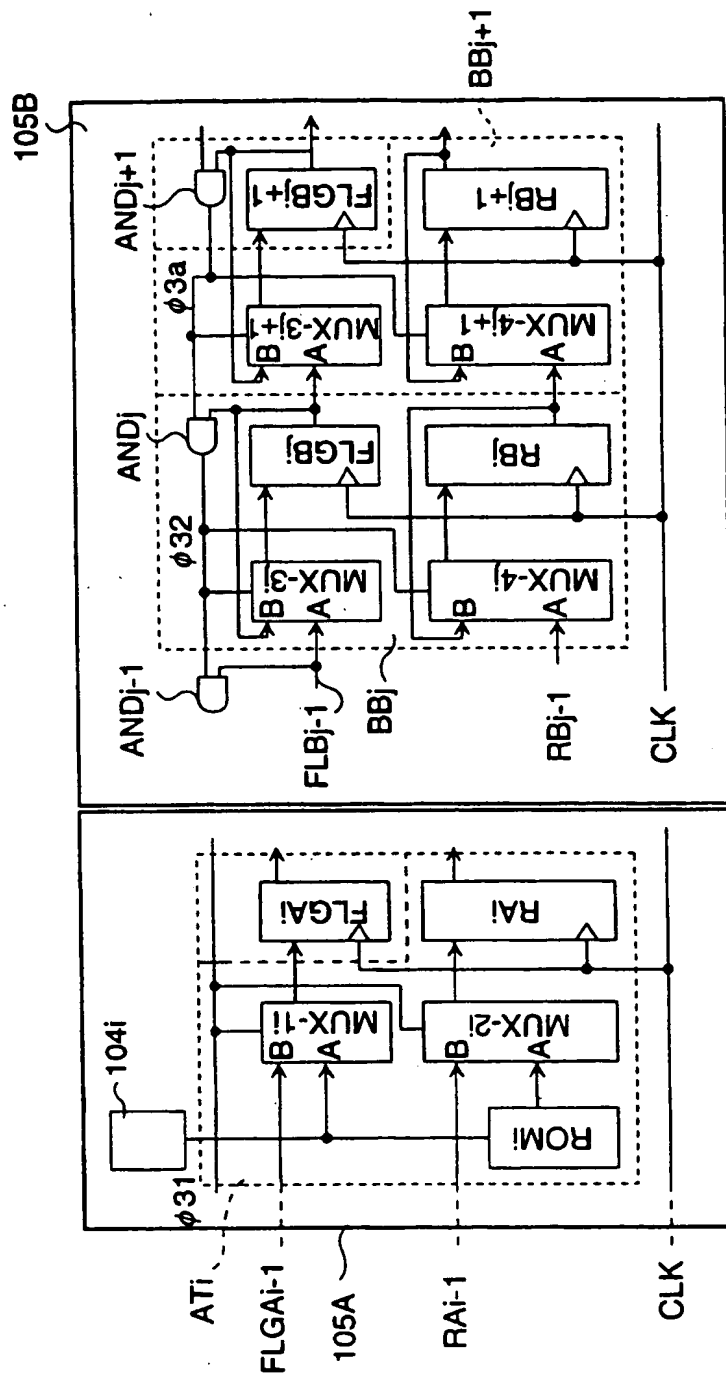 105A
ATi
φ31
104i
FLGAi-1
B
A
MUX-1i
FLGAi
RAi-1
B
A
MUX-2i
RAi
ROMi
CLK
105B
ANDj-1
φ32
ANDj
φ3a
ANDj+1
FLBj-1
B
A
MUX-3j
FLGBj
B
A
MUX-3j+1
FLGBj+1
BBj
BBj+1
RBj-1
B
A
MUX-4j
RBj
B
A
MUX-4j+1
RBj+1
CLK